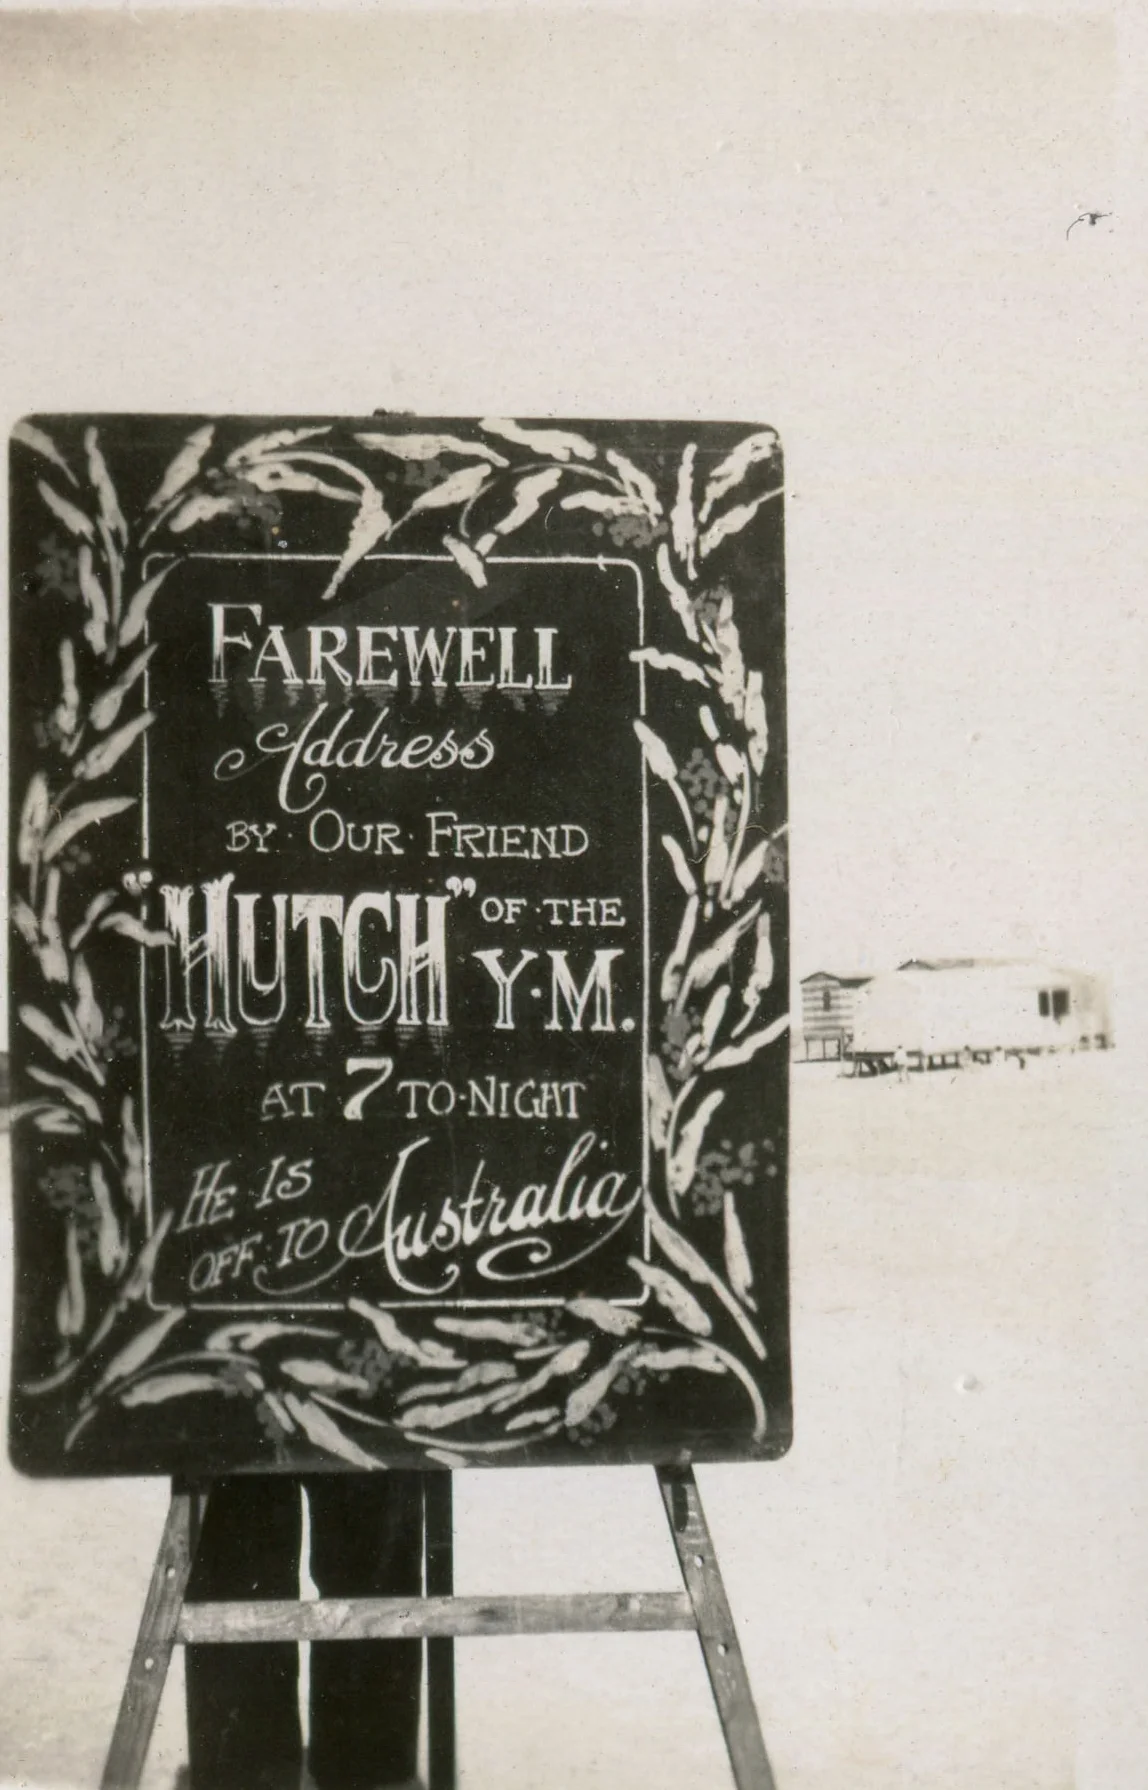 FAREWELL
Address
BY · OUR · FRIEND
"HUTCH" OF · THE
Y·M.
AT 7 TO·NIGHT
HE IS
OFF · TO Australia